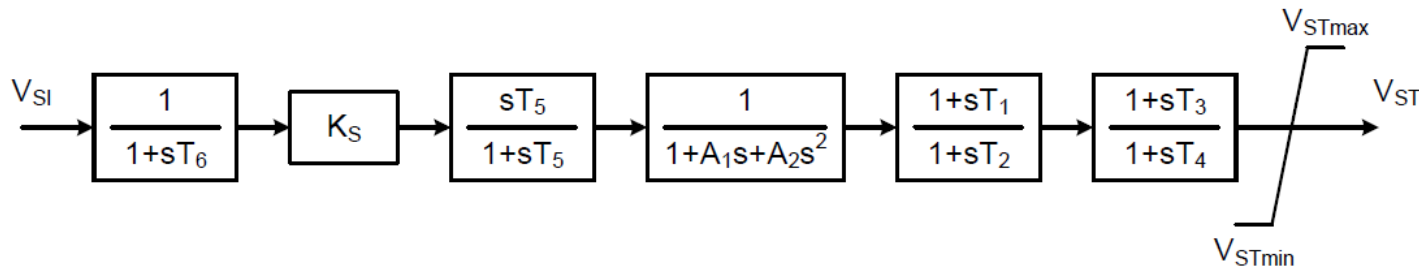 V_SI
1
1+sT_6
K_S
sT_5
1+sT_5
1
1+A_1s+A_2s^2
1+sT_1
1+sT_2
1+sT_3
1+sT_4
V_STmax
V_ST
V_STmin